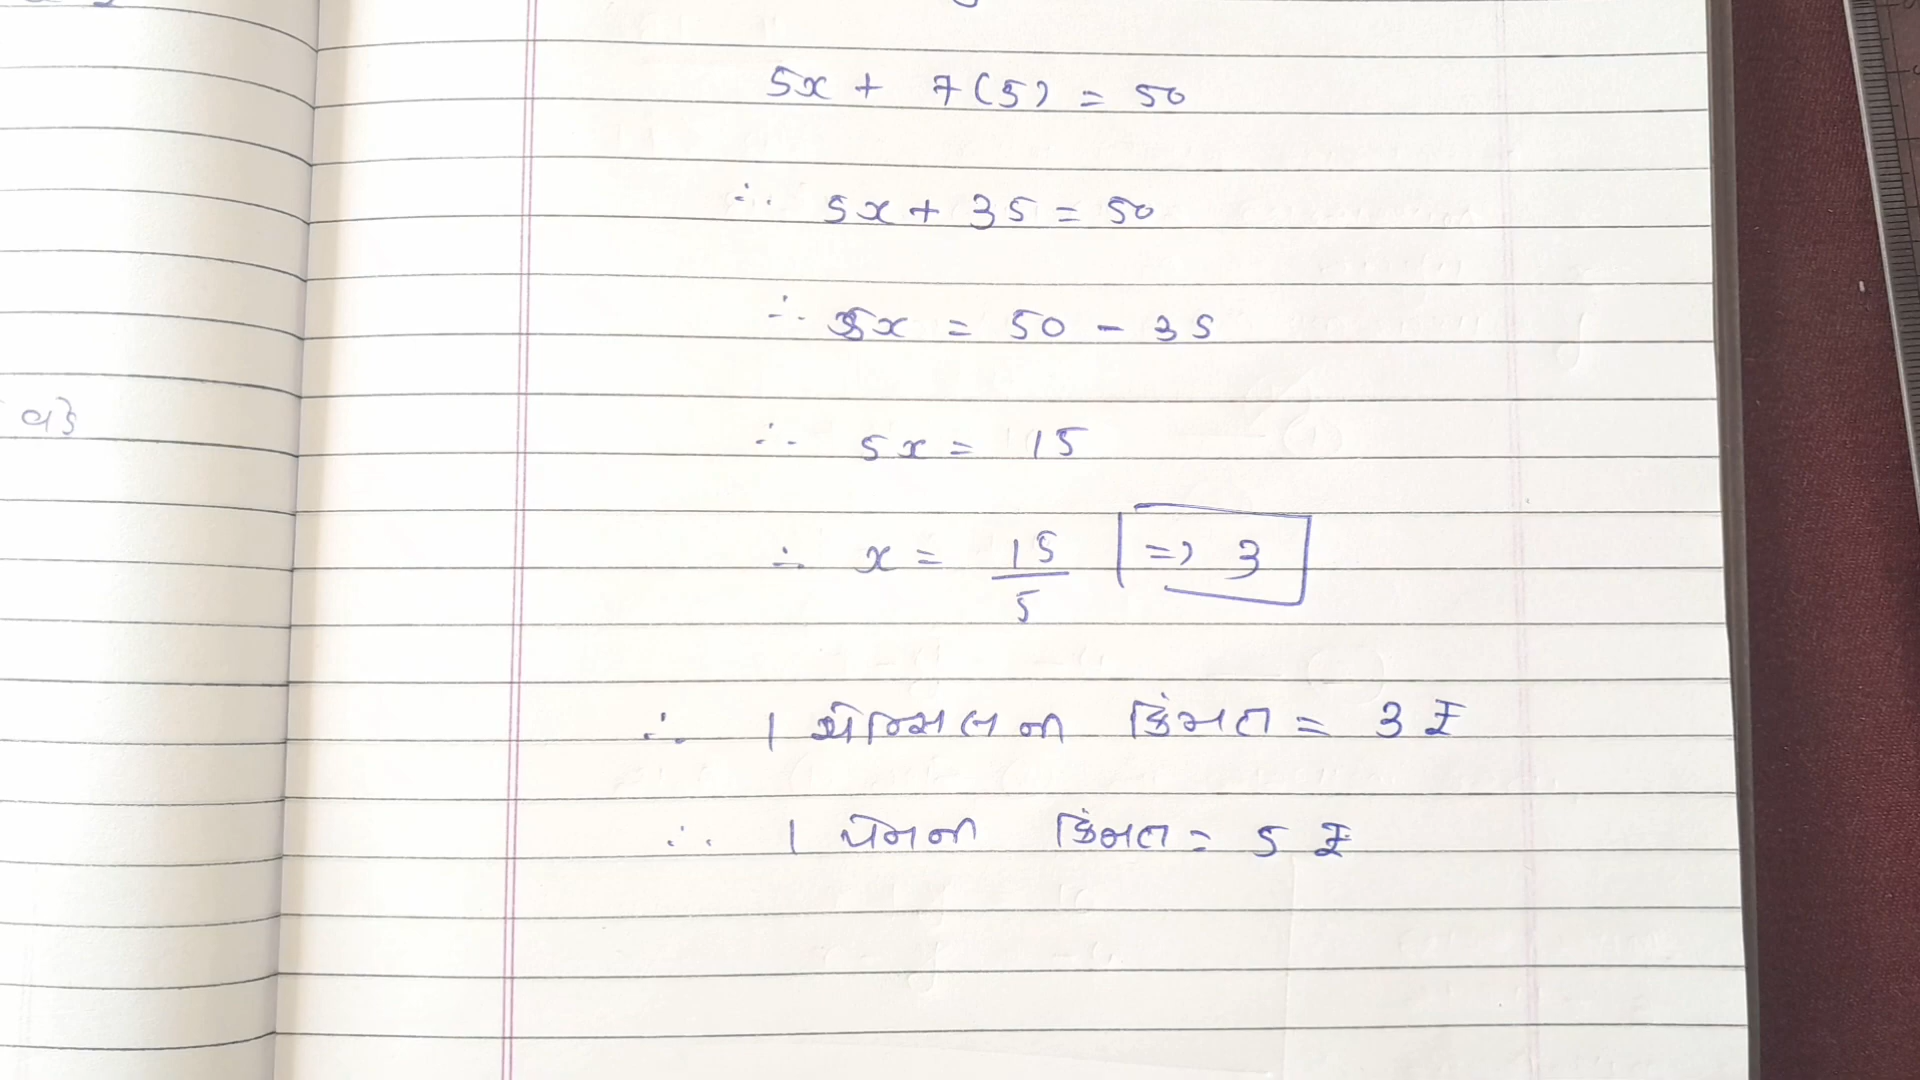 5x + 7(5) = 50
∴ 5x + 35 = 50
∴ 5x = 50 - 35
∴ 5x = 15
∴ x = 15/5 => 3
∴ 1 પેન્સિલની કિંમત = 3 ₹
∴ 1 પેનની કિંમત = 5 ₹